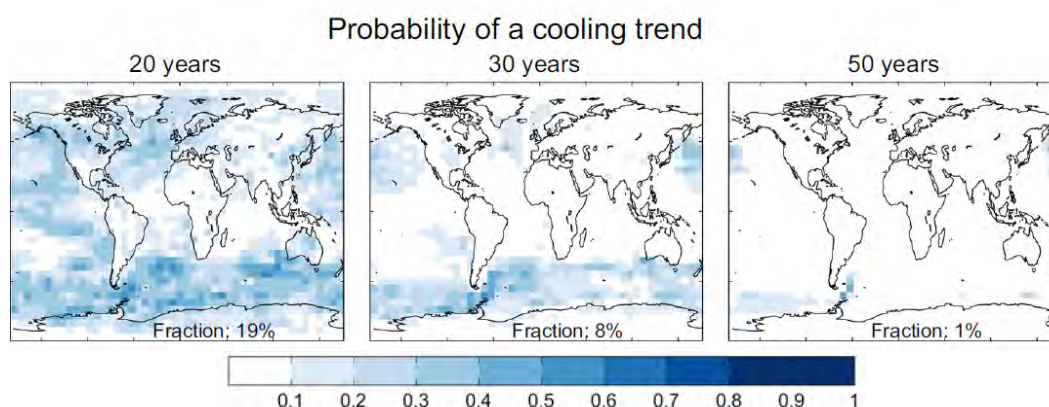 Probability of a cooling trend
20 years
30 years
50 years
Fraction; 19%
Fraction; 8%
Fraction; 1%
0.1 0.2 0.3 0.4 0.5 0.6 0.7 0.8 0.9 1